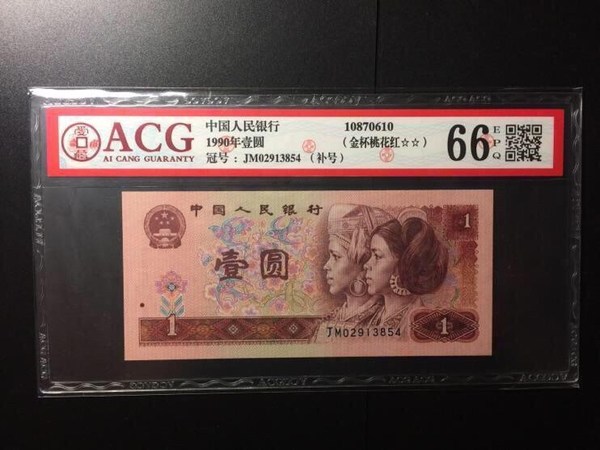 ACG
AI CANG GUARANTY
中国人民银行
1990年壹圆
冠号：JM02913854 （补号）
10870610
（金杯桃花红☆☆）
66 EPQ
中国人民银行
1
壹圆
1
JM02913854
1